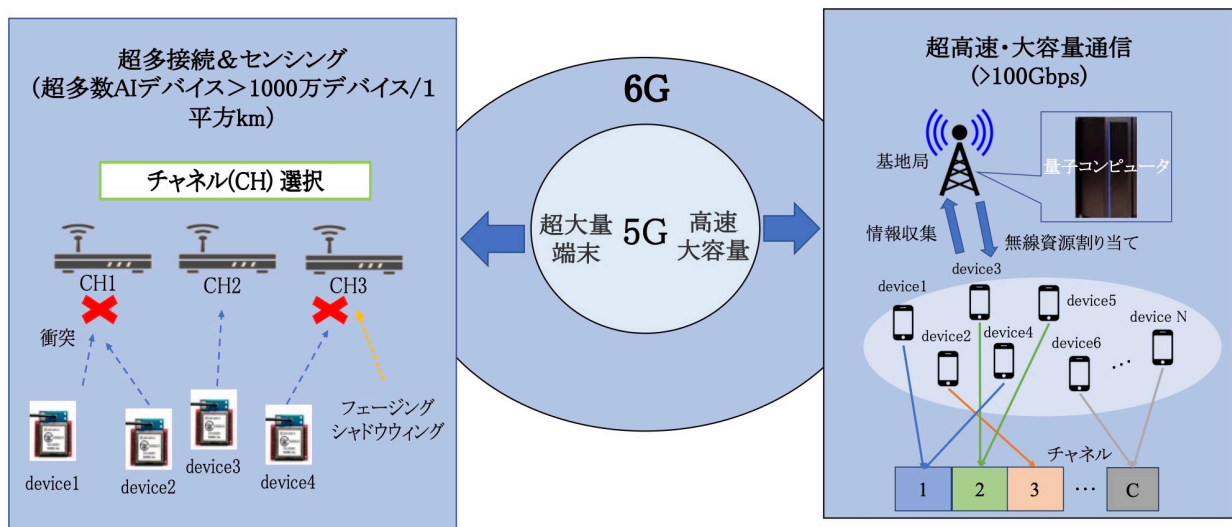 超多接続&センシング
(超多数AIデバイス>1000万デバイス/1
平方km)
チャネル(CH) 選択
CH1
CH2
CH3
衝突
フェージング
シャドウウィング
device1
device2
device3
device4
6G
5G
超大量
端末
高速
大容量
超高速・大容量通信
(>100Gbps)
基地局
量子コンピュータ
情報収集
無線資源割り当て
device1
device2
device3
device4
device5
device6
…
device N
チャネル
1
2
3
…
C